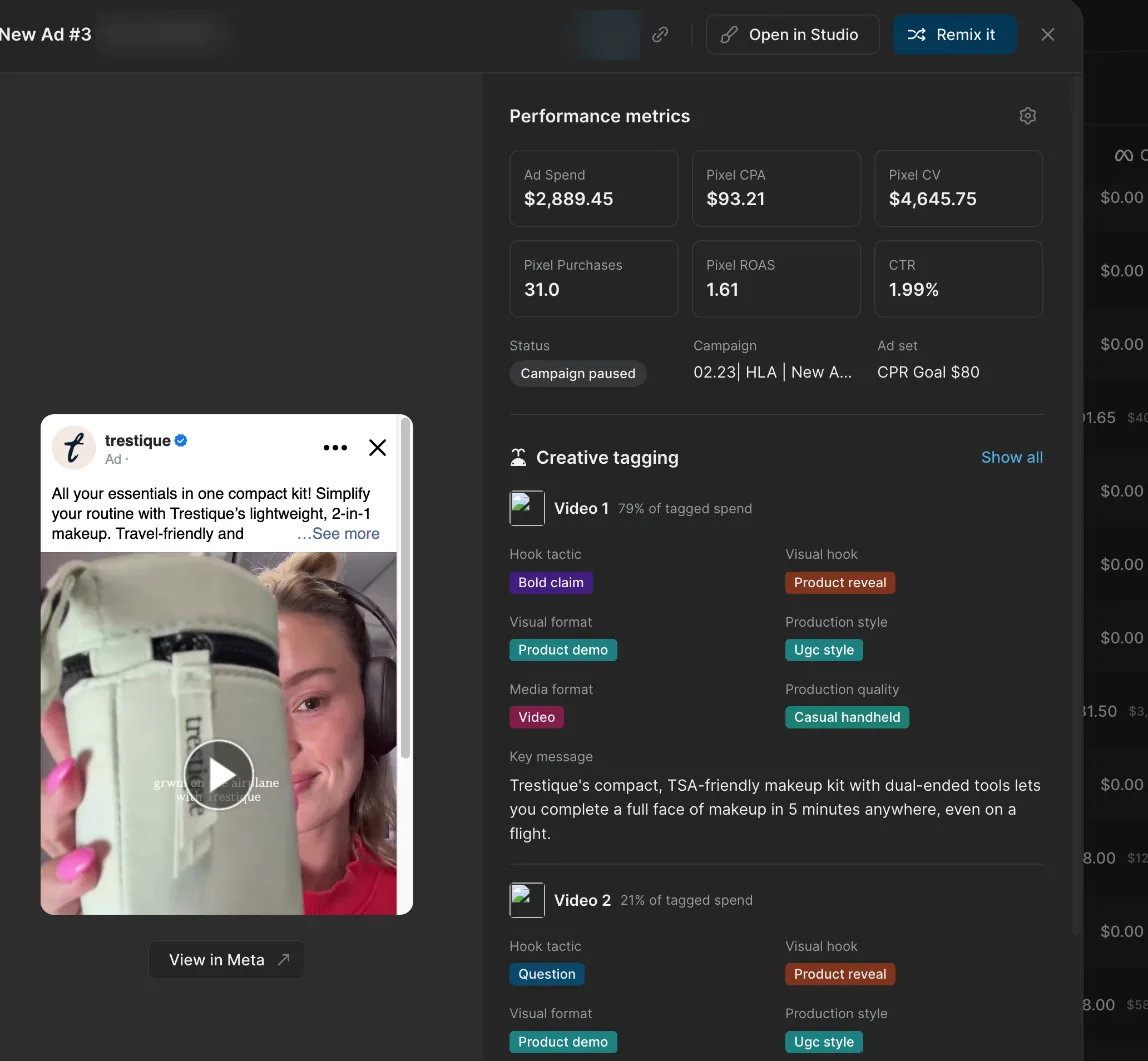 New Ad #3
Open in Studio
Remix it
Performance metrics
Ad Spend
$2,889.45
Pixel CPA
$93.21
Pixel CV
$4,645.75
Pixel Purchases
31.0
Pixel ROAS
1.61
CTR
1.99%
Status
Campaign paused
Campaign
02.23| HLA | New A...
Ad set
CPR Goal $80
trestique
Ad ·
All your essentials in one compact kit! Simplify
your routine with Trestique’s lightweight, 2-in-1
makeup. Travel-friendly and …See more
trestique
grwm on airplane
with Trestique
View in Meta
Creative tagging
Show all
Video 1 79% of tagged spend
Hook tactic
Bold claim
Visual hook
Product reveal
Visual format
Product demo
Production style
Ugc style
Media format
Video
Production quality
Casual handheld
Key message
Trestique's compact, TSA-friendly makeup kit with dual-ended tools lets
you complete a full face of makeup in 5 minutes anywhere, even on a
flight.
Video 2 21% of tagged spend
Hook tactic
Question
Visual hook
Product reveal
Visual format
Product demo
Production style
Ugc style
$0.00
$0.00
$0.00
$0.00
$0.00
$0.00
$0.00
$0.00